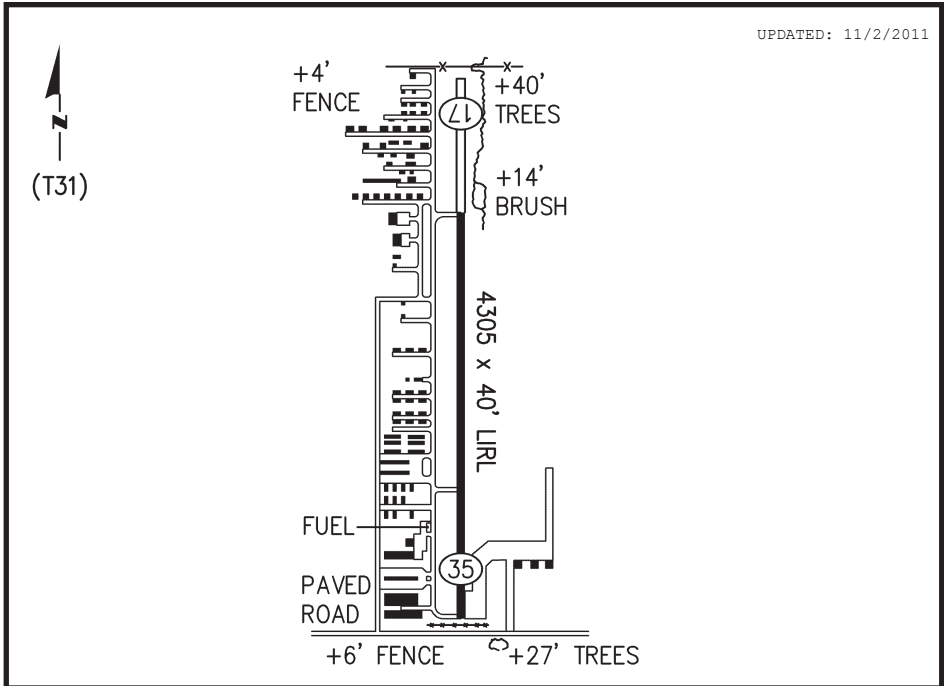 UPDATED: 11/2/2011
+4'
FENCE
+40'
TREES
17
N
(T31)
+14'
BRUSH
4305 x 40' LIRL
FUEL
35
PAVED
ROAD
+6' FENCE
+27' TREES